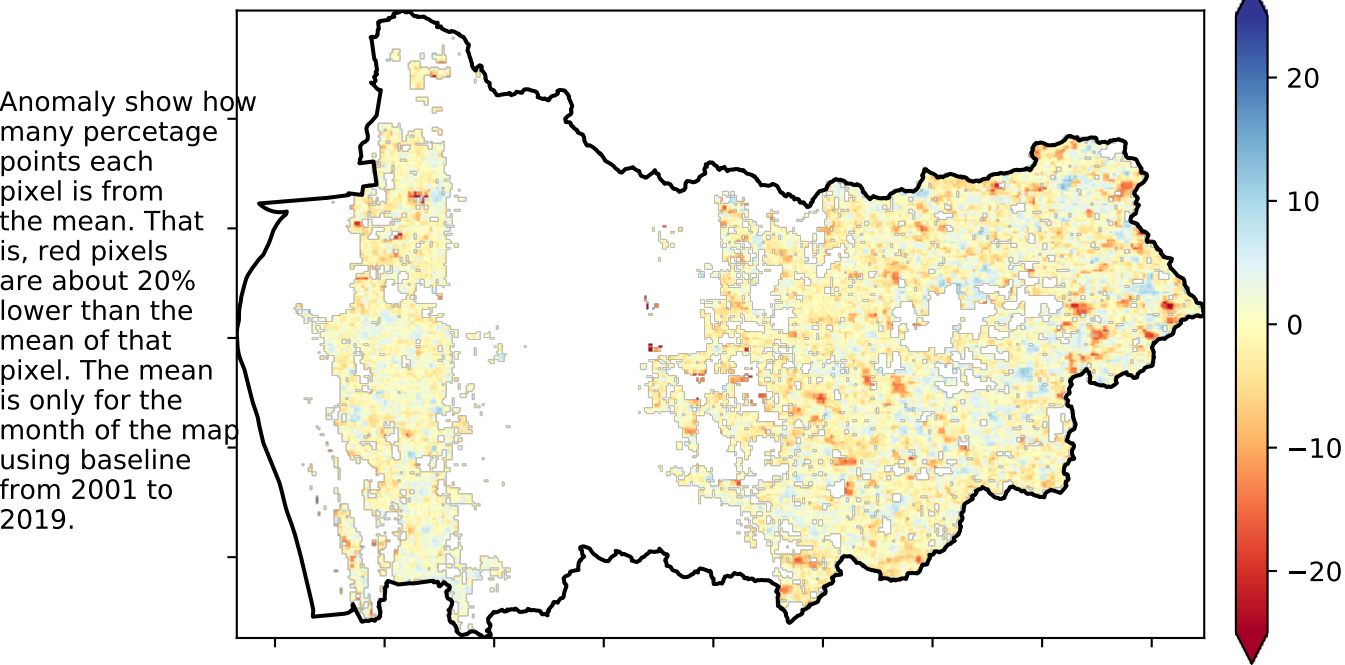 Anomaly show how
many percetage
points each
pixel is from
the mean. That
is, red pixels
are about 20%
lower than the
mean of that
pixel. The mean
is only for the
month of the map
using baseline
from 2001 to
2019.
20
10
0
−10
−20